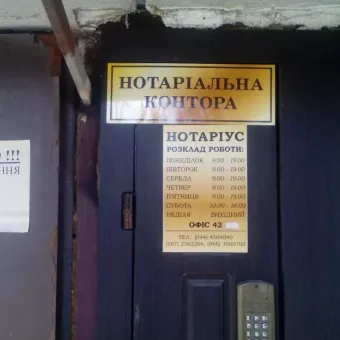 НОТАРІАЛЬНА
КОНТОРА
НОТАРІУС
РОЗКЛАД РОБОТИ:
ПОНЕДІЛОК 9:00 - 19:00
ВІВТОРОК 9:00 - 19:00
СЕРЕДА 9:00 - 19:00
ЧЕТВЕР 9:00 - 19:00
П'ЯТНИЦЯ 9:00 - 19:00
СУБОТА 10:00 - 16:00
НЕДІЛЯ ВИХІДНИЙ
ОФІС 42
ТЕЛ.
!!!
ННЯ